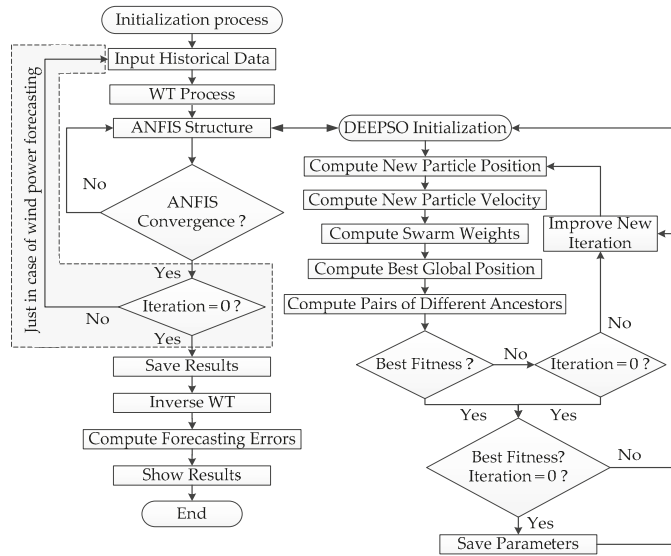 Initialization process
Input Historical Data
WT Process
ANFIS Structure
No
ANFIS
Convergence ?
Yes
Iteration = 0 ?
No
Yes
Just in case of wind power forecasting
Save Results
Inverse WT
Compute Forecasting Errors
Show Results
End
DEEPSO Initialization
Compute New Particle Position
Compute New Particle Velocity
Compute Swarm Weights
Compute Best Global Position
Compute Pairs of Different Ancestors
Improve New
Iteration
No
Best Fitness ?
No
Iteration = 0 ?
Yes
Yes
Best Fitness?
Iteration = 0 ?
No
Yes
Save Parameters